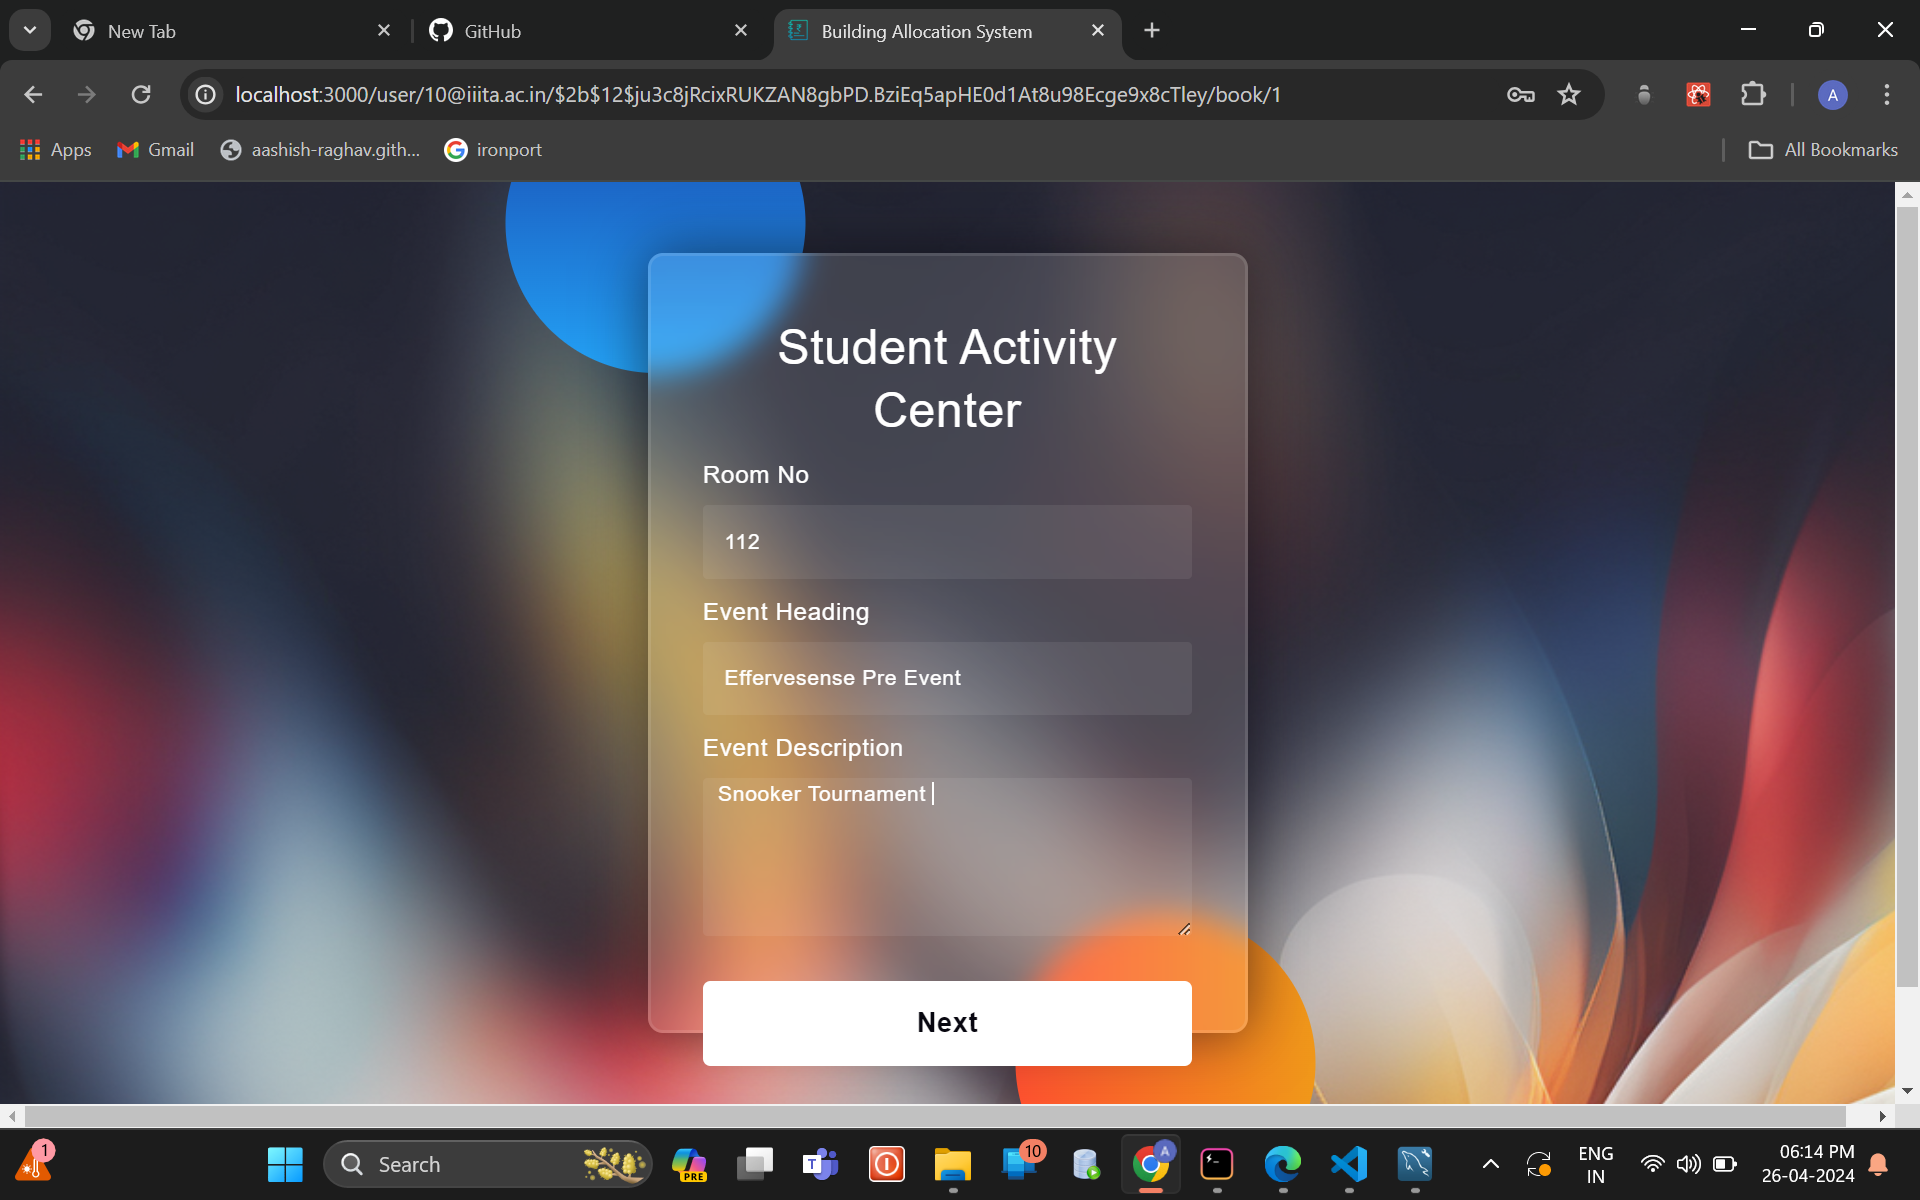 New Tab
GitHub
Building Allocation System
localhost:3000/user/10@iiita.ac.in/$2b$12$ju3c8jRcixRUKZAN8gbPD.BziEq5apHE0d1At8u98Ecge9x8cTley/book/1
A
Apps
Gmail
aashish-raghav.gith...
ironport
All Bookmarks
Student Activity
Center
Room No
112
Event Heading
Effervesense Pre Event
Event Description
Snooker Tournament
Next
1
Search
PRE
T
10
A
ENG
IN
06:14 PM
26-04-2024